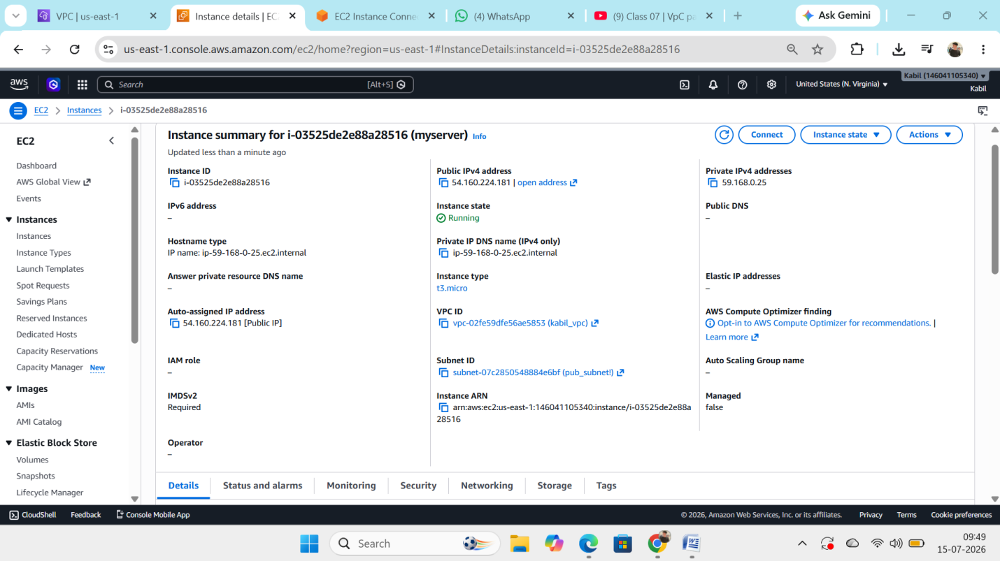 VPC | us-east-1
Instance details | EC
EC2 Instance Conne
(4) WhatsApp
(9) Class 07 | VpC pa
Ask Gemini
us-east-1.console.aws.amazon.com/ec2/home?region=us-east-1#InstanceDetails:instanceId=i-03525de2e88a28516
aws
Search
[Alt+S]
United States (N. Virginia)
Kabil (146041105340)
Kabil
EC2
Instances
i-03525de2e88a28516
EC2
Dashboard
AWS Global View
Events
Instances
Instances
Instance Types
Launch Templates
Spot Requests
Savings Plans
Reserved Instances
Dedicated Hosts
Capacity Reservations
Capacity Manager New
Images
AMIs
AMI Catalog
Elastic Block Store
Volumes
Snapshots
Lifecycle Manager
Instance summary for i-03525de2e88a28516 (myserver) Info
Updated less than a minute ago
Connect
Instance state
Actions
Instance ID
i-03525de2e88a28516
Public IPv4 address
54.160.224.181 | open address
Private IPv4 addresses
59.168.0.25
IPv6 address
–
Instance state
Running
Public DNS
–
Hostname type
IP name: ip-59-168-0-25.ec2.internal
Private IP DNS name (IPv4 only)
ip-59-168-0-25.ec2.internal
Answer private resource DNS name
–
Instance type
t3.micro
Elastic IP addresses
–
Auto-assigned IP address
54.160.224.181 [Public IP]
VPC ID
vpc-02fe59dfe56ae5853 (kabil_vpc)
AWS Compute Optimizer finding
Opt-in to AWS Compute Optimizer for recommendations. |
Learn more
IAM role
–
Subnet ID
subnet-07c2850548884e6bf (pub_subnet!)
Auto Scaling Group name
–
IMDSv2
Required
Instance ARN
arn:aws:ec2:us-east-1:146041105340:instance/i-03525de2e88a
28516
Managed
false
Operator
–
Details
Status and alarms
Monitoring
Security
Networking
Storage
Tags
CloudShell
Feedback
Console Mobile App
© 2026, Amazon Web Services, Inc. or its affiliates.
Privacy
Terms
Cookie preferences
Search
09:49
15-07-2026